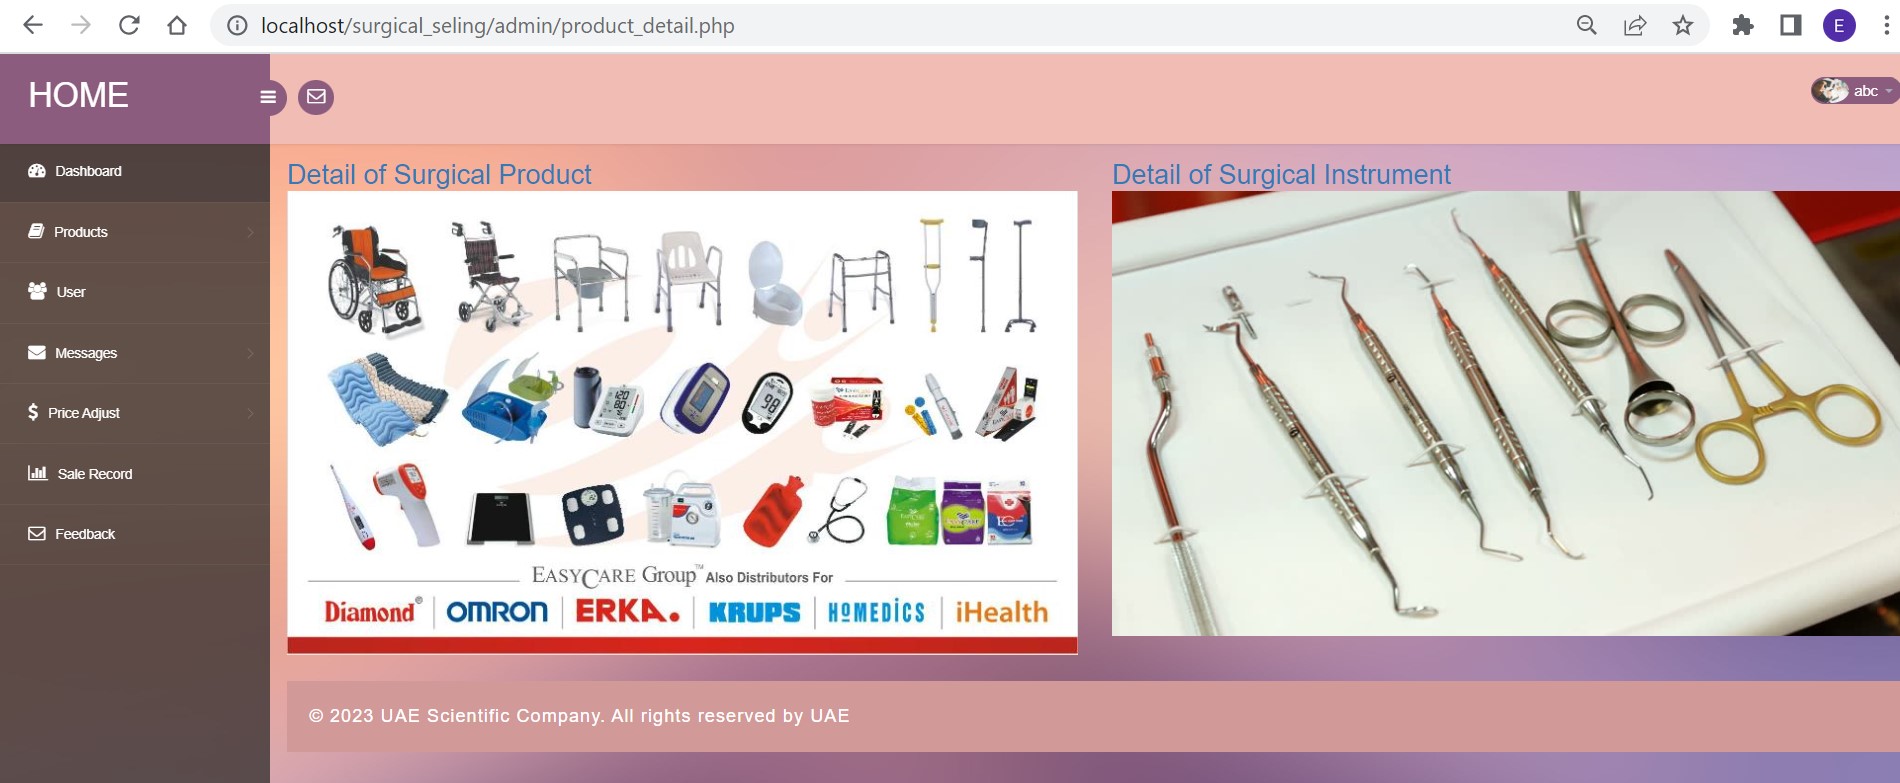 localhost/surgical_seling/admin/product_detail.php
E
HOME
abc
Dashboard
Products
User
Messages
Price Adjust
Sale Record
Feedback
Detail of Surgical Product
EASYCARE Group™ Also Distributors For
Diamond® OMRON ERKA. KRUPS HOMEDICS iHealth
Detail of Surgical Instrument
© 2023 UAE Scientific Company. All rights reserved by UAE